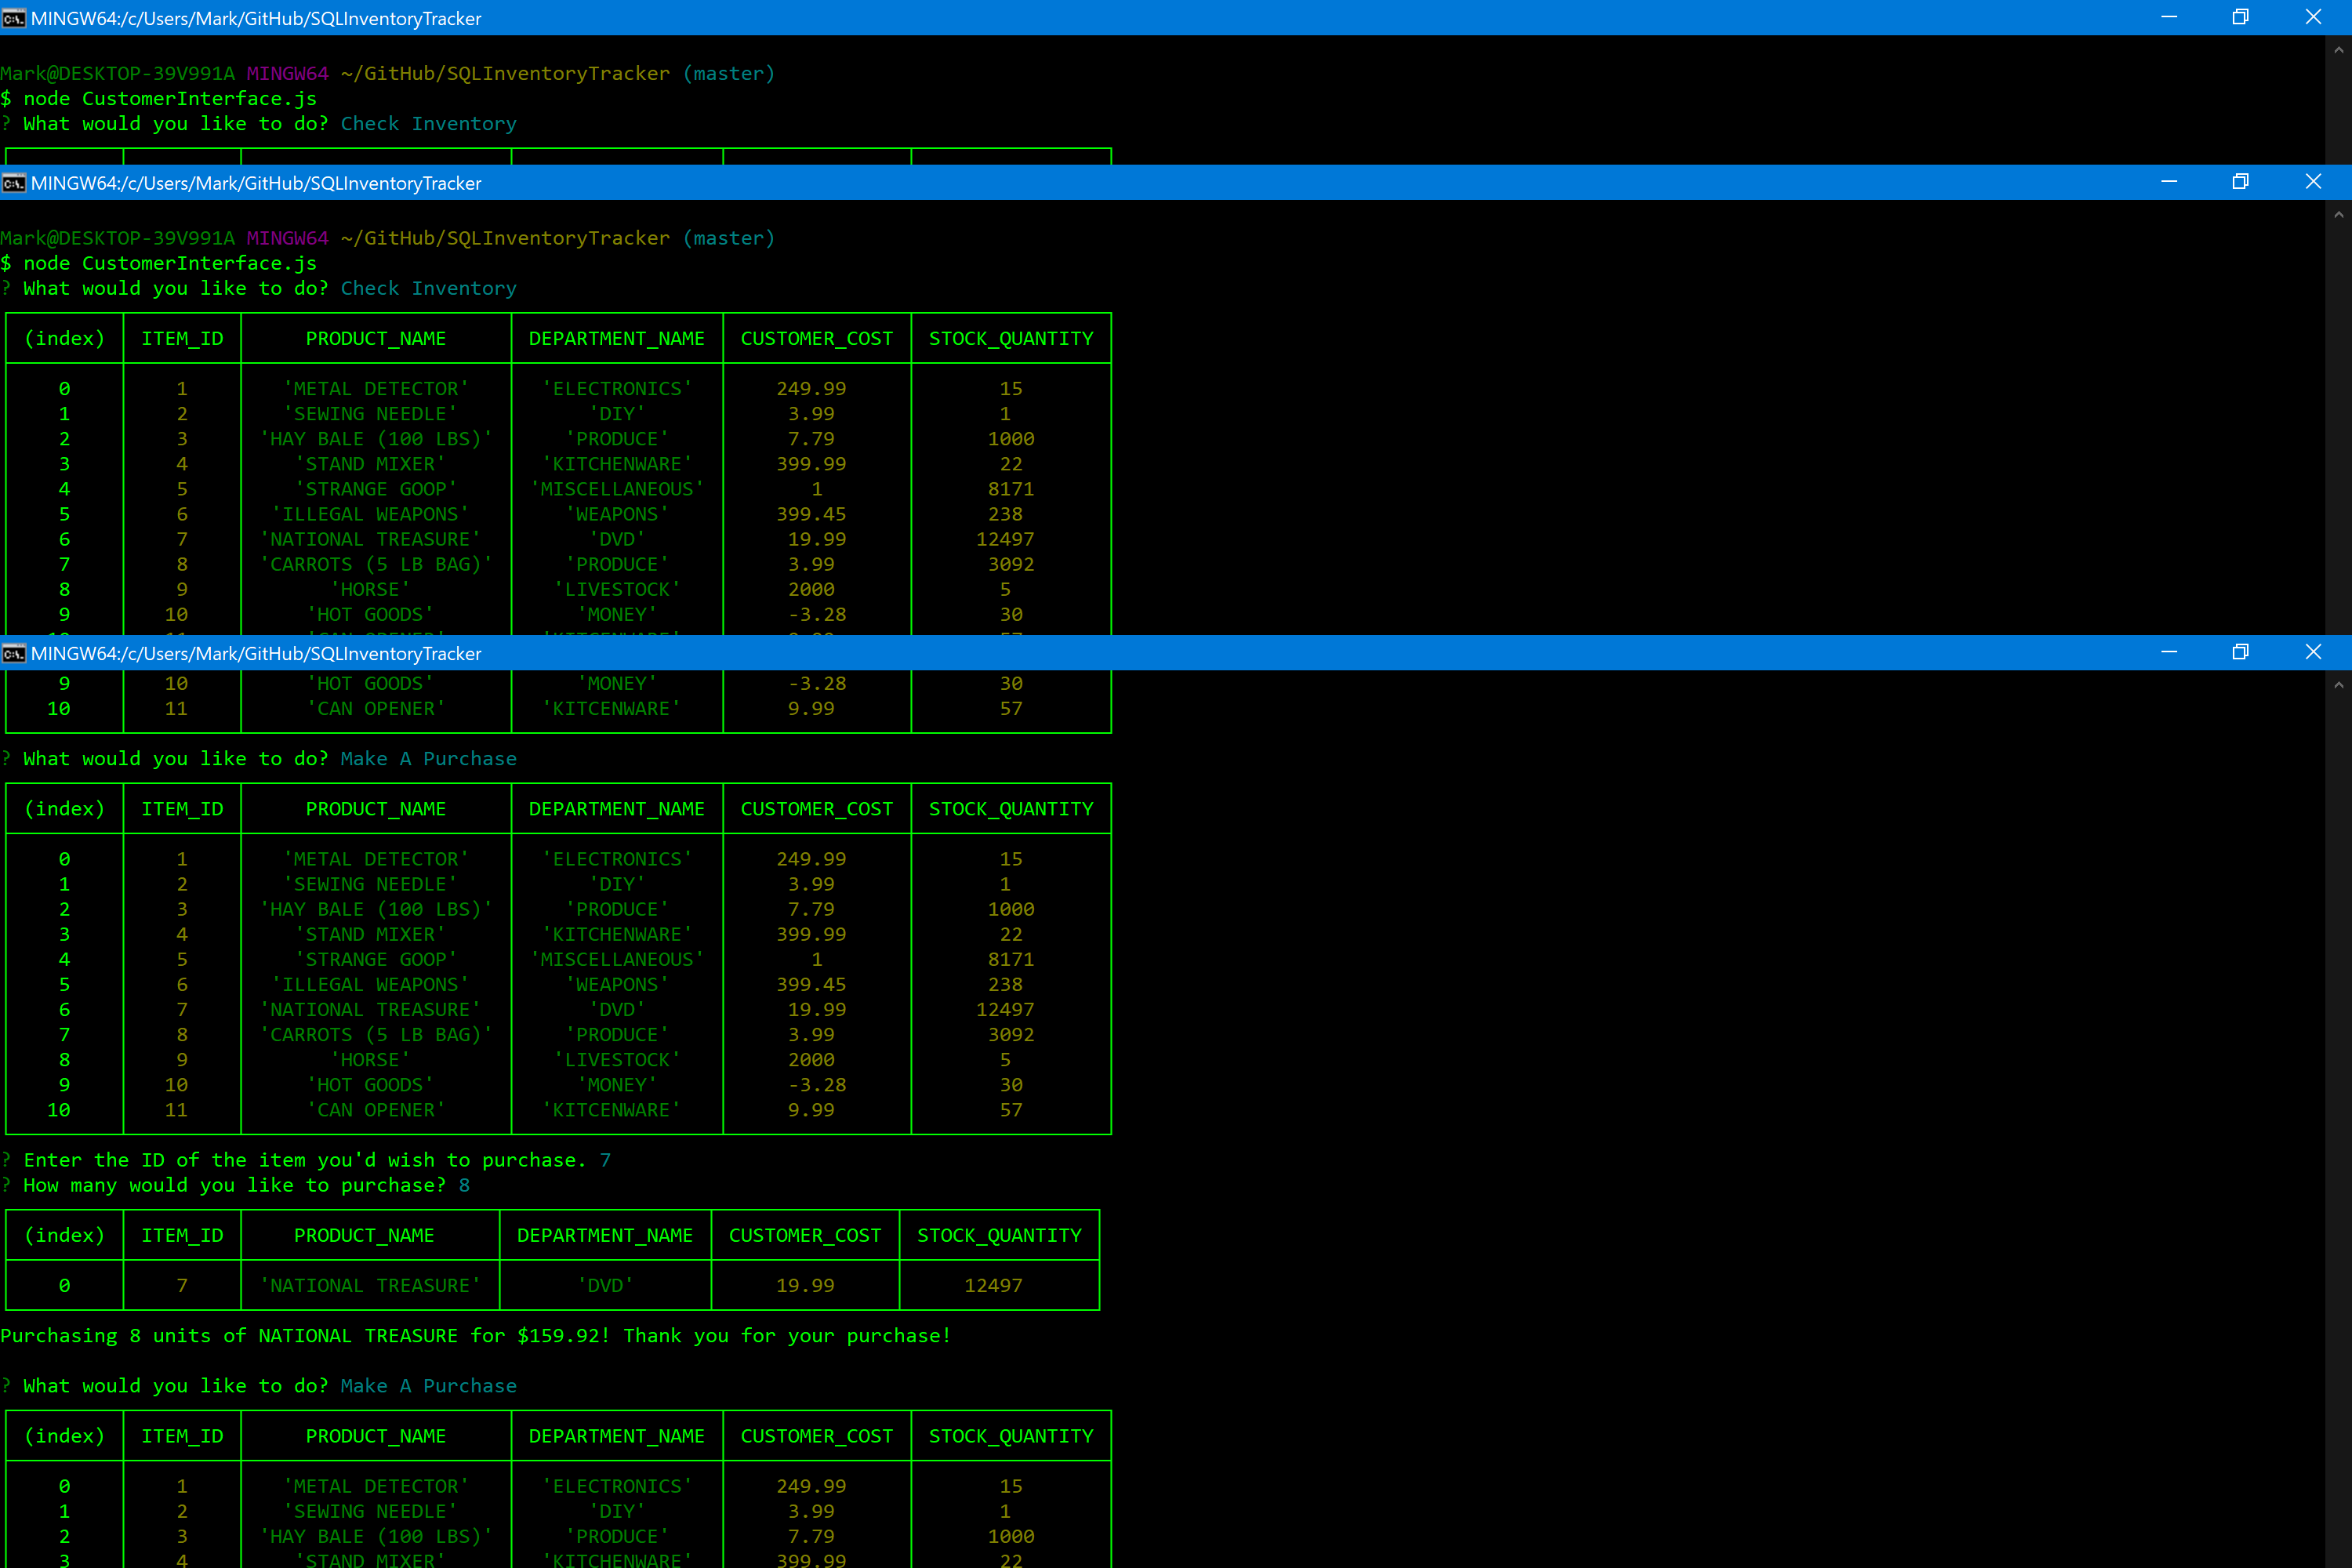 MINGW64:/c/Users/Mark/GitHub/SQLInventoryTracker
Mark@DESKTOP-39V991A MINGW64 ~/GitHub/SQLInventoryTracker (master)
$ node CustomerInterface.js
? What would you like to do? Check Inventory
MINGW64:/c/Users/Mark/GitHub/SQLInventoryTracker
Mark@DESKTOP-39V991A MINGW64 ~/GitHub/SQLInventoryTracker (master)
$ node CustomerInterface.js
? What would you like to do? Check Inventory
(index) ITEM_ID PRODUCT_NAME DEPARTMENT_NAME CUSTOMER_COST STOCK_QUANTITY
0 1 'METAL DETECTOR' 'ELECTRONICS' 249.99 15
1 2 'SEWING NEEDLE' 'DIY' 3.99 1
2 3 'HAY BALE (100 LBS)' 'PRODUCE' 7.79 1000
3 4 'STAND MIXER' 'KITCHENWARE' 399.99 22
4 5 'STRANGE GOOP' 'MISCELLANEOUS' 1 8171
5 6 'ILLEGAL WEAPONS' 'WEAPONS' 399.45 238
6 7 'NATIONAL TREASURE' 'DVD' 19.99 12497
7 8 'CARROTS (5 LB BAG)' 'PRODUCE' 3.99 3092
8 9 'HORSE' 'LIVESTOCK' 2000 5
9 10 'HOT GOODS' 'MONEY' -3.28 30
MINGW64:/c/Users/Mark/GitHub/SQLInventoryTracker
9 10 'HOT GOODS' 'MONEY' -3.28 30
10 11 'CAN OPENER' 'KITCENWARE' 9.99 57
? What would you like to do? Make A Purchase
(index) ITEM_ID PRODUCT_NAME DEPARTMENT_NAME CUSTOMER_COST STOCK_QUANTITY
0 1 'METAL DETECTOR' 'ELECTRONICS' 249.99 15
1 2 'SEWING NEEDLE' 'DIY' 3.99 1
2 3 'HAY BALE (100 LBS)' 'PRODUCE' 7.79 1000
3 4 'STAND MIXER' 'KITCHENWARE' 399.99 22
4 5 'STRANGE GOOP' 'MISCELLANEOUS' 1 8171
5 6 'ILLEGAL WEAPONS' 'WEAPONS' 399.45 238
6 7 'NATIONAL TREASURE' 'DVD' 19.99 12497
7 8 'CARROTS (5 LB BAG)' 'PRODUCE' 3.99 3092
8 9 'HORSE' 'LIVESTOCK' 2000 5
9 10 'HOT GOODS' 'MONEY' -3.28 30
10 11 'CAN OPENER' 'KITCENWARE' 9.99 57
? Enter the ID of the item you'd wish to purchase. 7
? How many would you like to purchase? 8
(index) ITEM_ID PRODUCT_NAME DEPARTMENT_NAME CUSTOMER_COST STOCK_QUANTITY
0 7 'NATIONAL TREASURE' 'DVD' 19.99 12497
Purchasing 8 units of NATIONAL TREASURE for $159.92! Thank you for your purchase!
? What would you like to do? Make A Purchase
(index) ITEM_ID PRODUCT_NAME DEPARTMENT_NAME CUSTOMER_COST STOCK_QUANTITY
0 1 'METAL DETECTOR' 'ELECTRONICS' 249.99 15
1 2 'SEWING NEEDLE' 'DIY' 3.99 1
2 3 'HAY BALE (100 LBS)' 'PRODUCE' 7.79 1000
3 4 'STAND MIXER' 'KITCHENWARE' 399.99 22